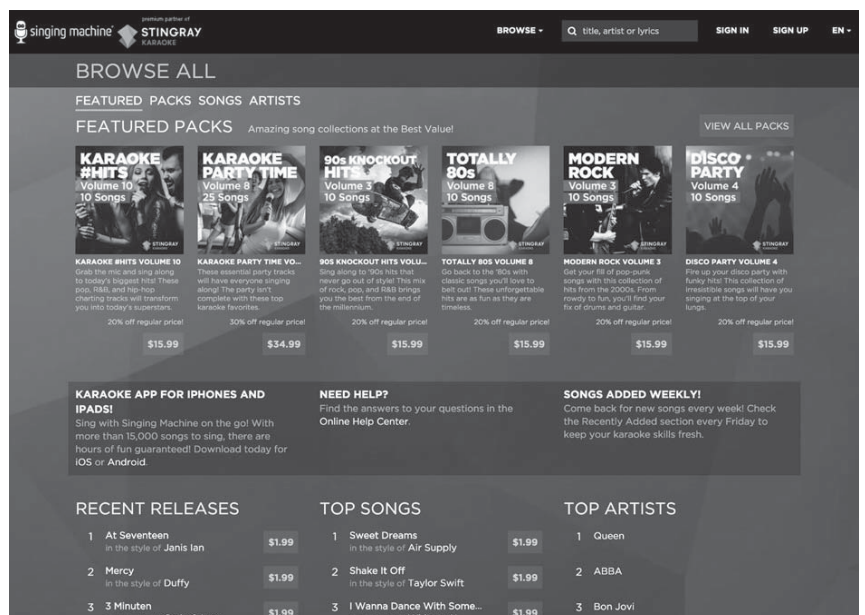 singing machine®
premium partner of
STINGRAY
KARAOKE
BROWSE
title, artist or lyrics
SIGN IN
SIGN UP
EN
BROWSE ALL
FEATURED PACKS SONGS ARTISTS
FEATURED PACKS
Amazing song collections at the Best Value!
VIEW ALL PACKS
KARAOKE
#HITS
Volume 10
10 Songs
STINGRAY
KARAOKE #HITS VOLUME 10
Grab the mic and sing along
to today's biggest hits! These
pop, R&B, and hip-hop
charting tracks will transform
you into today's superstars.
20% off regular price!
$15.99
KARAOKE
PARTY TIME
Volume 8
25 Songs
STINGRAY
KARAOKE PARTY TIME VO...
These essential party tracks
will have everyone singing
along! The party isn't
complete with these top
karaoke favorites.
30% off regular price!
$34.99
90s KNOCKOUT
HITS
Volume 3
10 Songs
STINGRAY
90S KNOCKOUT HITS VOLU...
Sing along to '90s hits that
never go out of style! This mix
of rock, pop, and R&B brings
you the best from the end of
the millennium.
20% off regular price!
$15.99
TOTALLY
80s
Volume 8
10 Songs
STINGRAY
TOTALLY 80S VOLUME 8
Go back to the '80s with
classic songs you'll love to
belt out! These unforgettable
hits are as fun as they are
timeless.
20% off regular price!
$15.99
MODERN
ROCK
Volume 3
10 Songs
STINGRAY
MODERN ROCK VOLUME 3
Get your fill of pop-punk
songs with this collection of
hits from the 2000s. From
rowdy to fun, you'll find your
fix of drums and guitar.
20% off regular price!
$15.99
DISCO
PARTY
Volume 4
10 Songs
STINGRAY
DISCO PARTY VOLUME 4
Fire up your disco party with
funky hits! This collection of
irresistible songs will have you
singing at the top of your
lungs.
20% off regular price!
$15.99
KARAOKE APP FOR IPHONES AND
IPADS!
Sing with Singing Machine on the go! With
more than 15,000 songs to sing, there are
hours of fun guaranteed! Download today for
iOS or Android.
NEED HELP?
Find the answers to your questions in the
Online Help Center.
SONGS ADDED WEEKLY!
Come back for new songs every week! Check
the Recently Added section every Friday to
keep your karaoke skills fresh.
RECENT RELEASES
1 At Seventeen
in the style of Janis Ian
$1.99
2 Mercy
in the style of Duffy
$1.99
3 3 Minuten
$1.99
TOP SONGS
1 Sweet Dreams
in the style of Air Supply
$1.99
2 Shake It Off
in the style of Taylor Swift
$1.99
3 I Wanna Dance With Some...
$1.99
TOP ARTISTS
1 Queen
2 ABBA
3 Bon Jovi